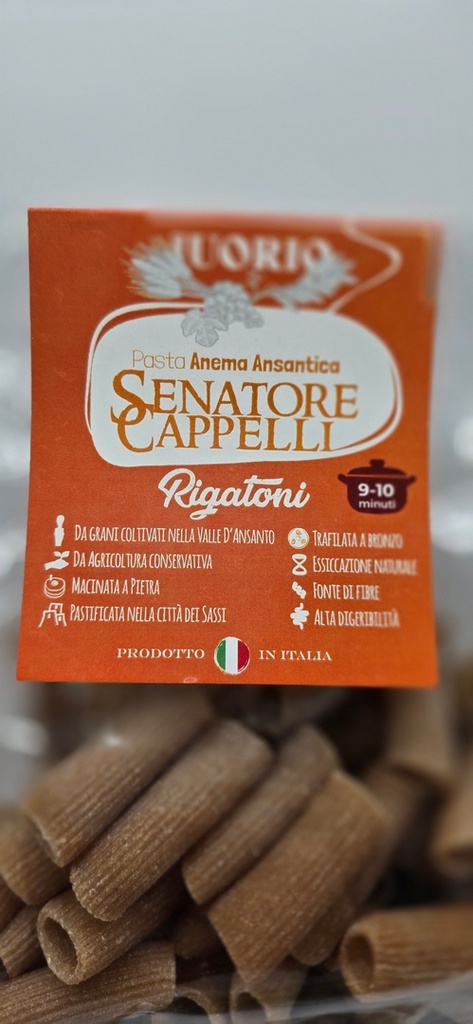 IUORIO
Pasta Anema Ansantica
SENATORE
CAPPELLI
Rigatoni
9-10
minuti
DA GRANI COLTIVATI NELLA VALLE D'ANSANTO
DA AGRICOLTURA CONSERVATIVA
MACINATA A PIETRA
PASTIFICATA NELLA CITTÀ DEI SASSI
TRAFILATA A BRONZO
ESSICCAZIONE NATURALE
FONTE DI FIBRE
ALTA DIGERIBILITÀ
PRODOTTO IN ITALIA